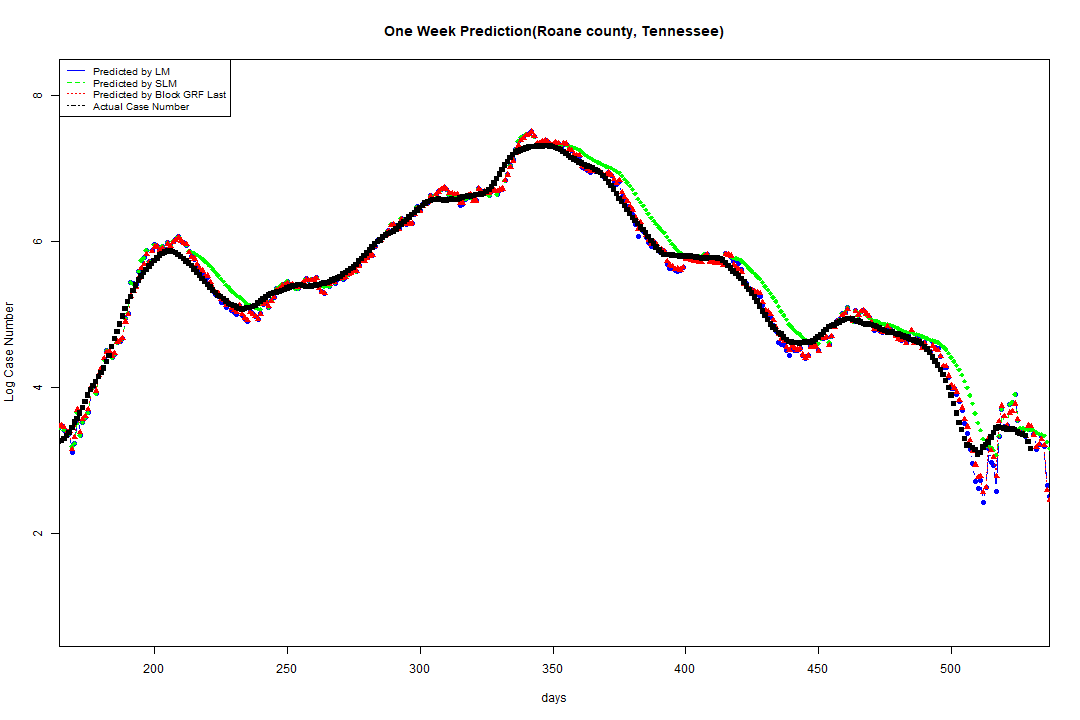 One Week Prediction(Roane county, Tennessee)
Predicted by LM
Predicted by SLM
Predicted by Block GRF Last
Actual Case Number
8
6
4
2
Log Case Number
200 250 300 350 400 450 500
days